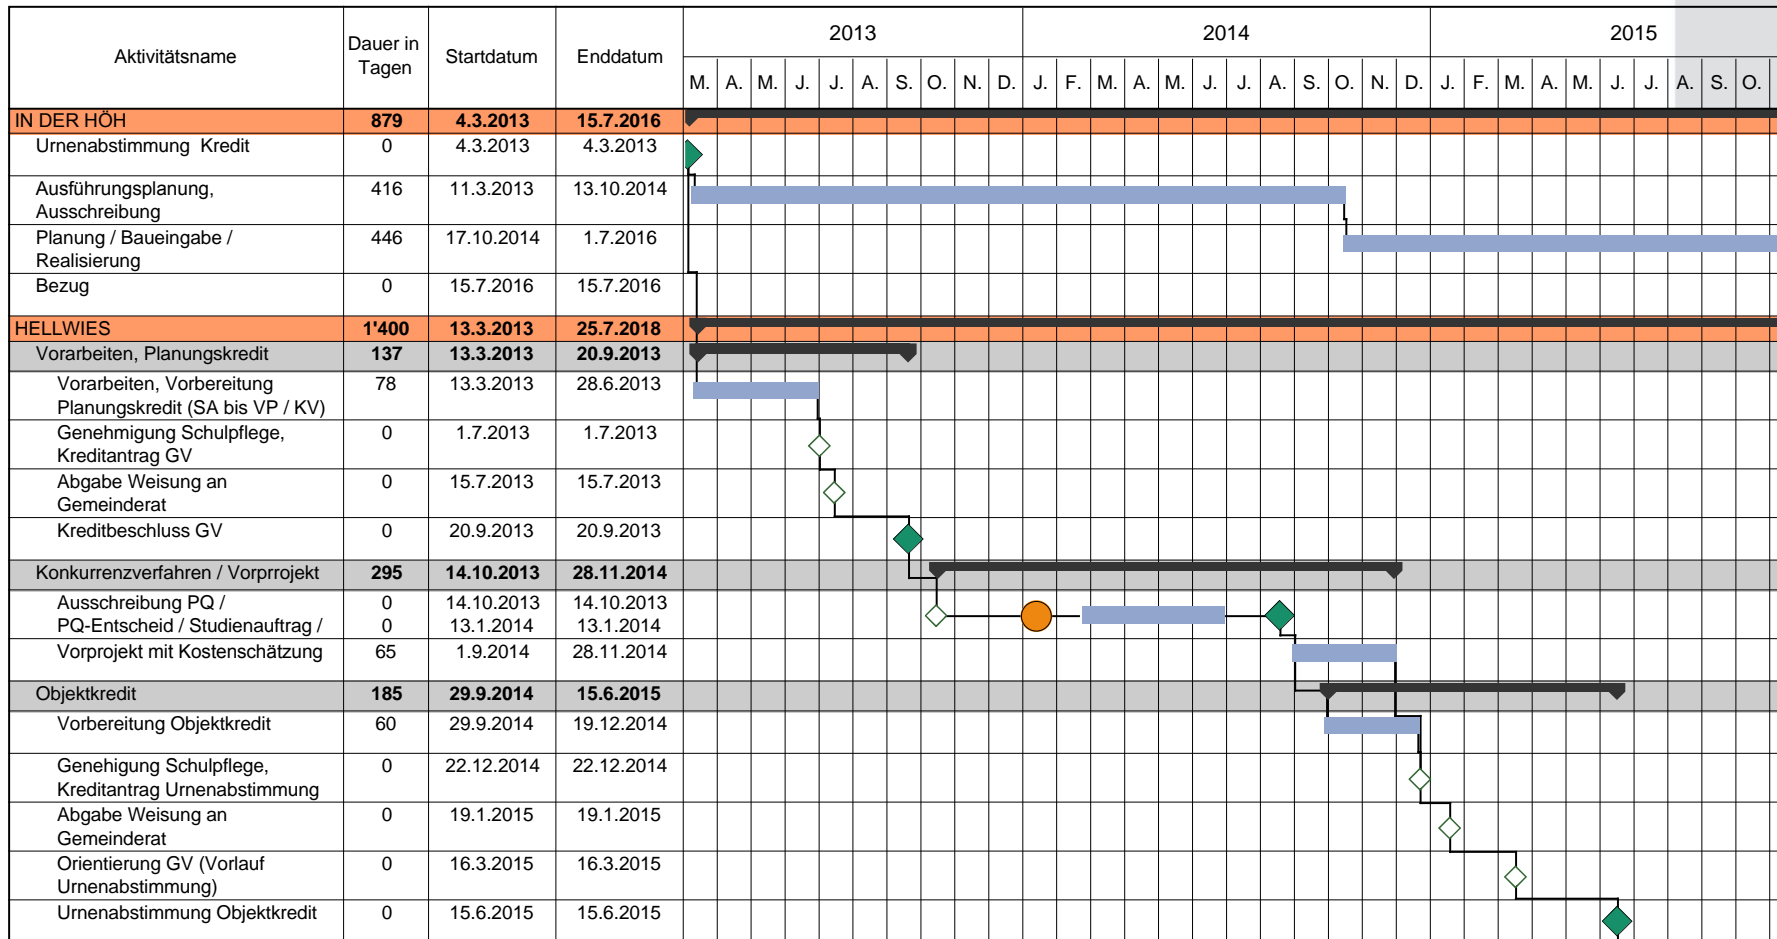 Aktivitätsname Dauer in Tagen Startdatum Enddatum 2013 2014 2015
M. A. M. J. J. A. S. O. N. D. J. F. M. A. M. J. J. A. S. O. N. D. J. F. M. A. M. J. J. A. S. O.
IN DER HÖH 879 4.3.2013 15.7.2016
Urnenabstimmung Kredit 0 4.3.2013 4.3.2013
Ausführungsplanung, 416 11.3.2013 13.10.2014
Ausschreibung
Planung / Baueingabe / 446 17.10.2014 1.7.2016
Realisierung
Bezug 0 15.7.2016 15.7.2016
HELLWIES 1'400 13.3.2013 25.7.2018
Vorarbeiten, Planungskredit 137 13.3.2013 20.9.2013
Vorarbeiten, Vorbereitung 78 13.3.2013 28.6.2013
Planungskredit (SA bis VP / KV)
Genehmigung Schulpflege, 0 1.7.2013 1.7.2013
Kreditantrag GV
Abgabe Weisung an 0 15.7.2013 15.7.2013
Gemeinderat
Kreditbeschluss GV 0 20.9.2013 20.9.2013
Konkurrenzverfahren / Vorprrojekt 295 14.10.2013 28.11.2014
Ausschreibung PQ / 0 14.10.2013 14.10.2013
PQ-Entscheid / Studienauftrag / 0 13.1.2014 13.1.2014
Vorprojekt mit Kostenschätzung 65 1.9.2014 28.11.2014
Objektkredit 185 29.9.2014 15.6.2015
Vorbereitung Objektkredit 60 29.9.2014 19.12.2014
Genehigung Schulpflege, 0 22.12.2014 22.12.2014
Kreditantrag Urnenabstimmung
Abgabe Weisung an 0 19.1.2015 19.1.2015
Gemeinderat
Orientierung GV (Vorlauf 0 16.3.2015 16.3.2015
Urnenabstimmung)
Urnenabstimmung Objektkredit 0 15.6.2015 15.6.2015